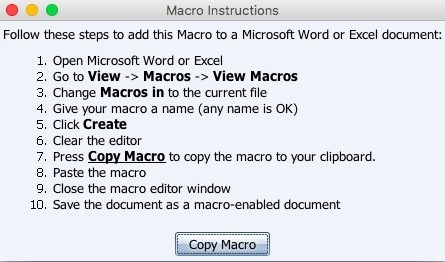 Macro Instructions
Follow these steps to add this Macro to a Microsoft Word or Excel document:
1. Open Microsoft Word or Excel
2. Go to View -> Macros -> View Macros
3. Change Macros in to the current file
4. Give your macro a name (any name is OK)
5. Click Create
6. Clear the editor
7. Press Copy Macro to copy the macro to your clipboard.
8. Paste the macro
9. Close the macro editor window
10. Save the document as a macro-enabled document
Copy Macro